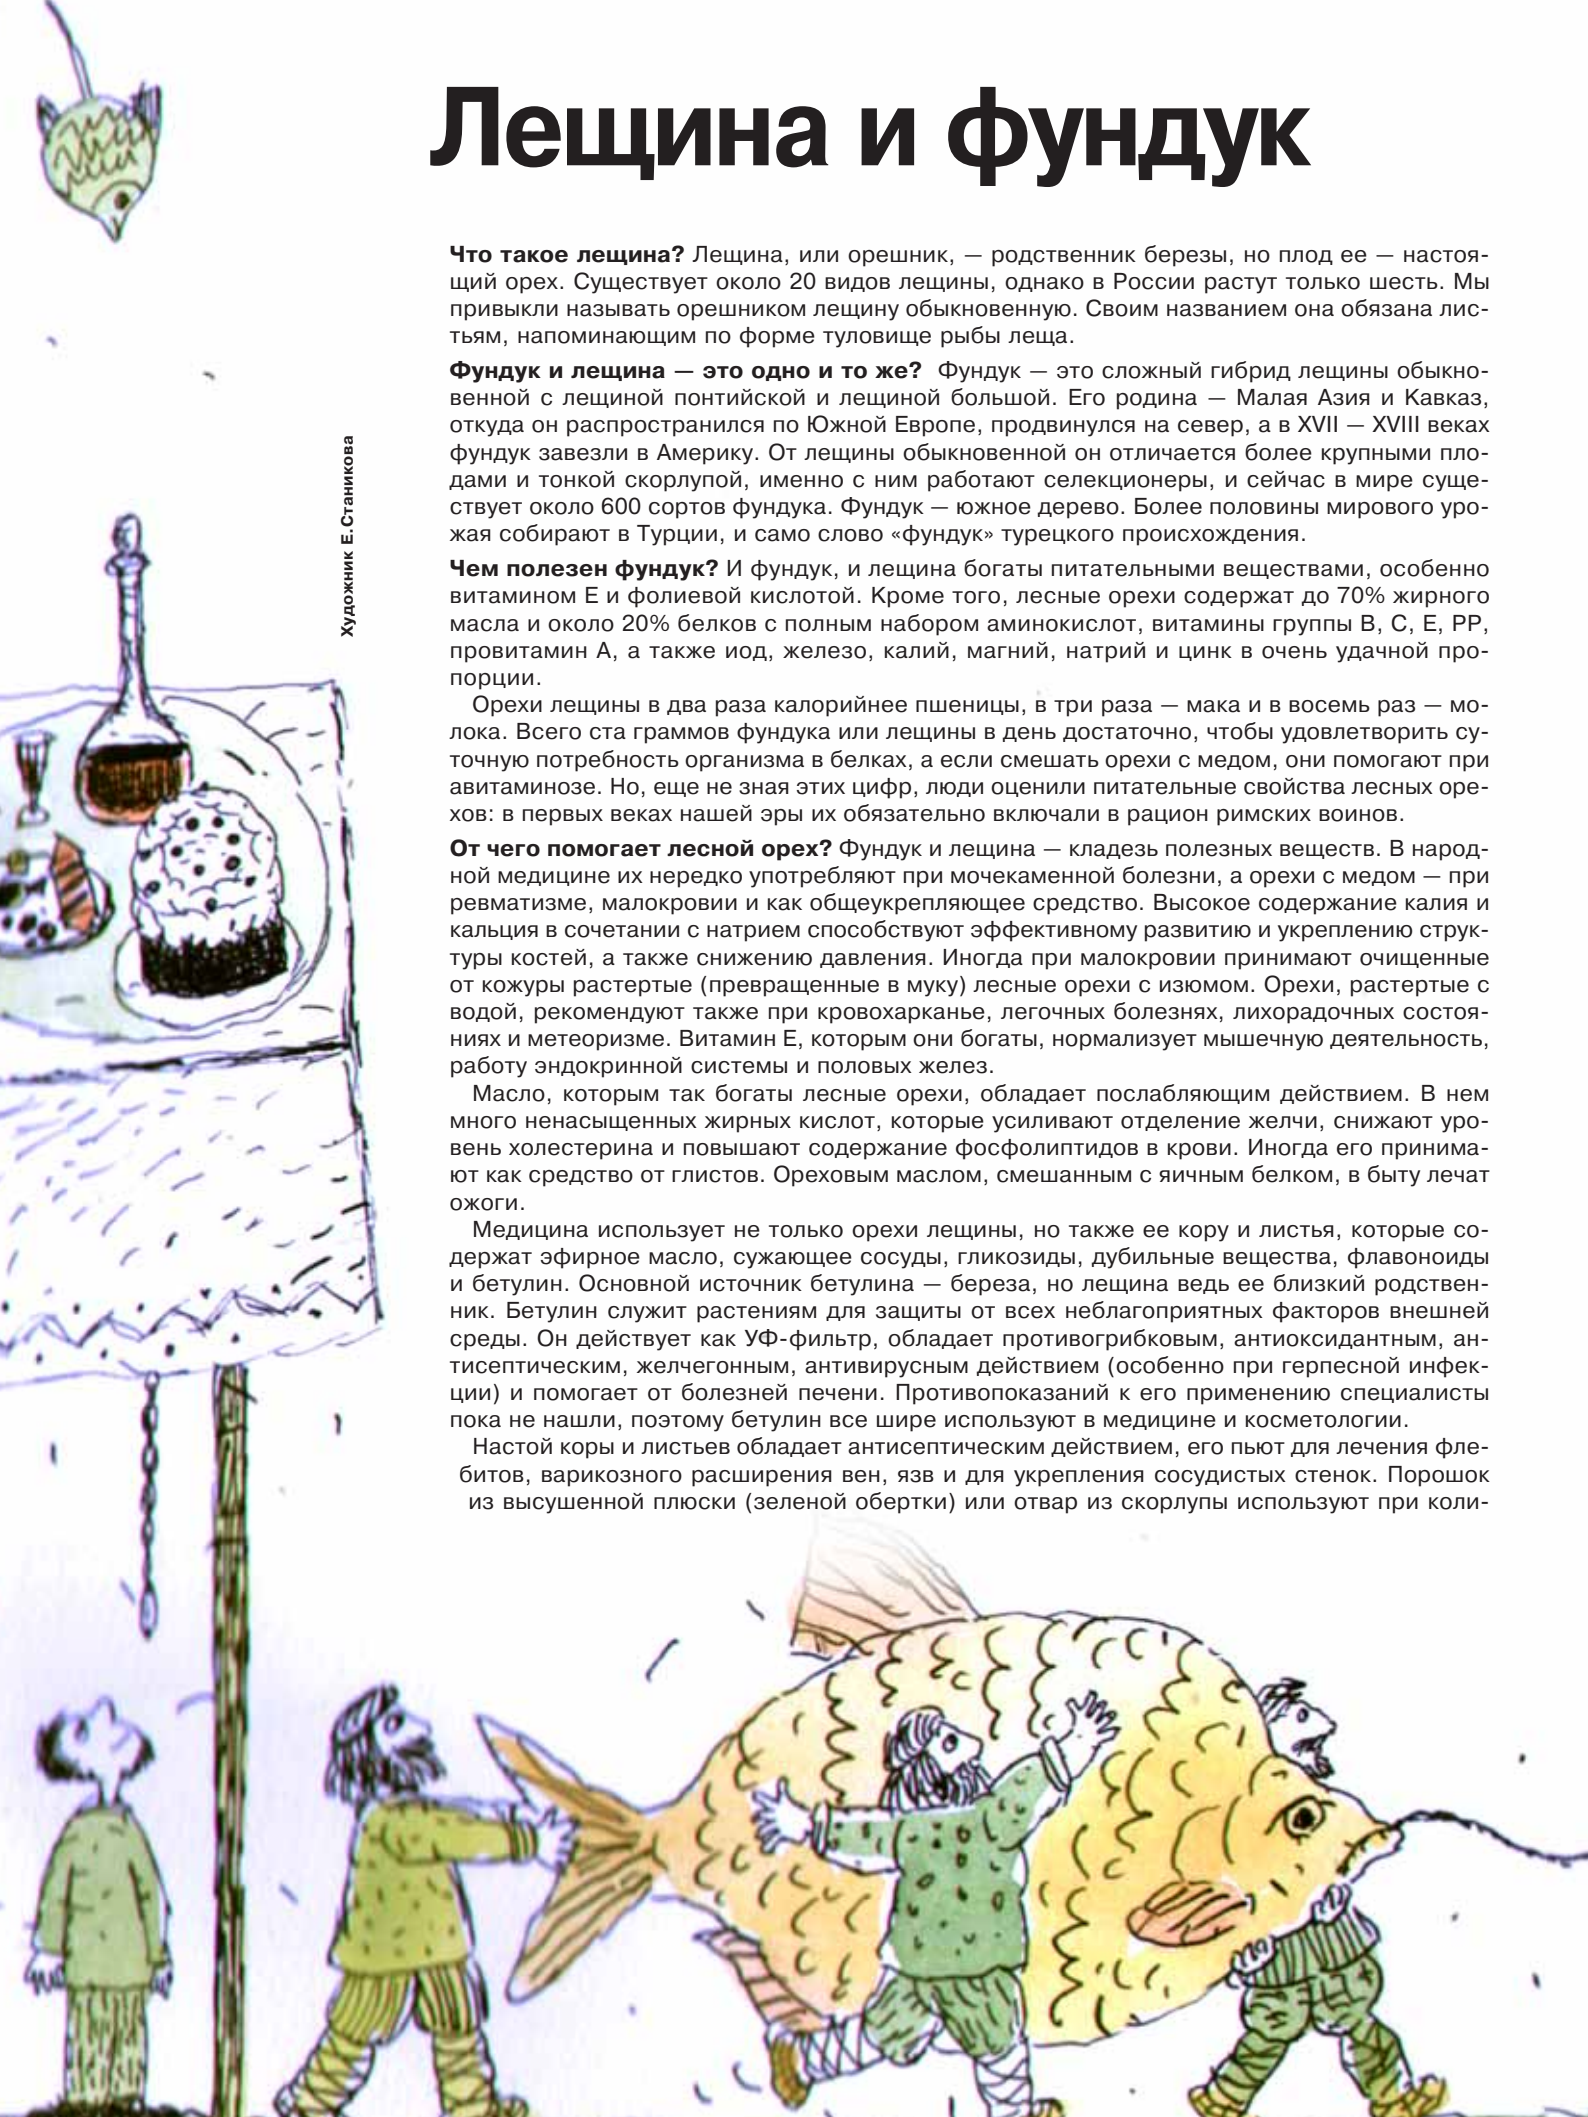 Лещина и фундук
Что такое лещина? Лещина, или орешник, — родственник березы, но плод ее — настоя-
щий орех. Существует около 20 видов лещины, однако в России растут только шесть. Мы
привыкли называть орешником лещину обыкновенную. Своим названием она обязана лис-
тьям, напоминающим по форме туловище рыбы леща.
Фундук и лещина — это одно и то же? Фундук — это сложный гибрид лещины обыкно-
венной с лещиной понтийской и лещиной большой. Его родина — Малая Азия и Кавказ,
откуда он распространился по Южной Европе, продвинулся на север, а в XVII — XVIII веках
фундук завезли в Америку. От лещины обыкновенной он отличается более крупными пло-
дами и тонкой скорлупой, именно с ним работают селекционеры, и сейчас в мире суще-
ствует около 600 сортов фундука. Фундук — южное дерево. Более половины мирового уро-
жая собирают в Турции, и само слово «фундук» турецкого происхождения.
Чем полезен фундук? И фундук, и лещина богаты питательными веществами, особенно
витамином Е и фолиевой кислотой. Кроме того, лесные орехи содержат до 70% жирного
масла и около 20% белков с полным набором аминокислот, витамины группы В, С, Е, РР,
провитамин А, а также иод, железо, калий, магний, натрий и цинк в очень удачной про-
порции.
Орехи лещины в два раза калорийнее пшеницы, в три раза — мака и в восемь раз — мо-
лока. Всего ста граммов фундука или лещины в день достаточно, чтобы удовлетворить су-
точную потребность организма в белках, а если смешать орехи с медом, они помогают при
авитаминозе. Но, еще не зная этих цифр, люди оценили питательные свойства лесных оре-
хов: в первых веках нашей эры их обязательно включали в рацион римских воинов.
От чего помогает лесной орех? Фундук и лещина — кладезь полезных веществ. В народ-
ной медицине их нередко употребляют при мочекаменной болезни, а орехи с медом — при
ревматизме, малокровии и как общеукрепляющее средство. Высокое содержание калия и
кальция в сочетании с натрием способствуют эффективному развитию и укреплению струк-
туры костей, а также снижению давления. Иногда при малокровии принимают очищенные
от кожуры растертые (превращенные в муку) лесные орехи с изюмом. Орехи, растертые с
водой, рекомендуют также при кровохарканье, легочных болезнях, лихорадочных состоя-
ниях и метеоризме. Витамин Е, которым они богаты, нормализует мышечную деятельность,
работу эндокринной системы и половых желез.
Масло, которым так богаты лесные орехи, обладает послабляющим действием. В нем
много ненасыщенных жирных кислот, которые усиливают отделение желчи, снижают уро-
вень холестерина и повышают содержание фосфолиптидов в крови. Иногда его принима-
ют как средство от глистов. Ореховым маслом, смешанным с яичным белком, в быту лечат
ожоги.
Медицина использует не только орехи лещины, но также ее кору и листья, которые со-
держат эфирное масло, сужающее сосуды, гликозиды, дубильные вещества, флавоноиды
и бетулин. Основной источник бетулина — береза, но лещина ведь ее близкий родствен-
ник. Бетулин служит растениям для защиты от всех неблагоприятных факторов внешней
среды. Он действует как УФ-фильтр, обладает противогрибковым, антиоксидантным, ан-
тисептическим, желчегонным, антивирусным действием (особенно при герпесной инфек-
ции) и помогает от болезней печени. Противопоказаний к его применению специалисты
пока не нашли, поэтому бетулин все шире используют в медицине и косметологии.
Настой коры и листьев обладает антисептическим действием, его пьют для лечения фле-
битов, варикозного расширения вен, язв и для укрепления сосудистых стенок. Порошок
из высушенной плюски (зеленой обертки) или отвар из скорлупы используют при коли-
Художник Е.Станикова